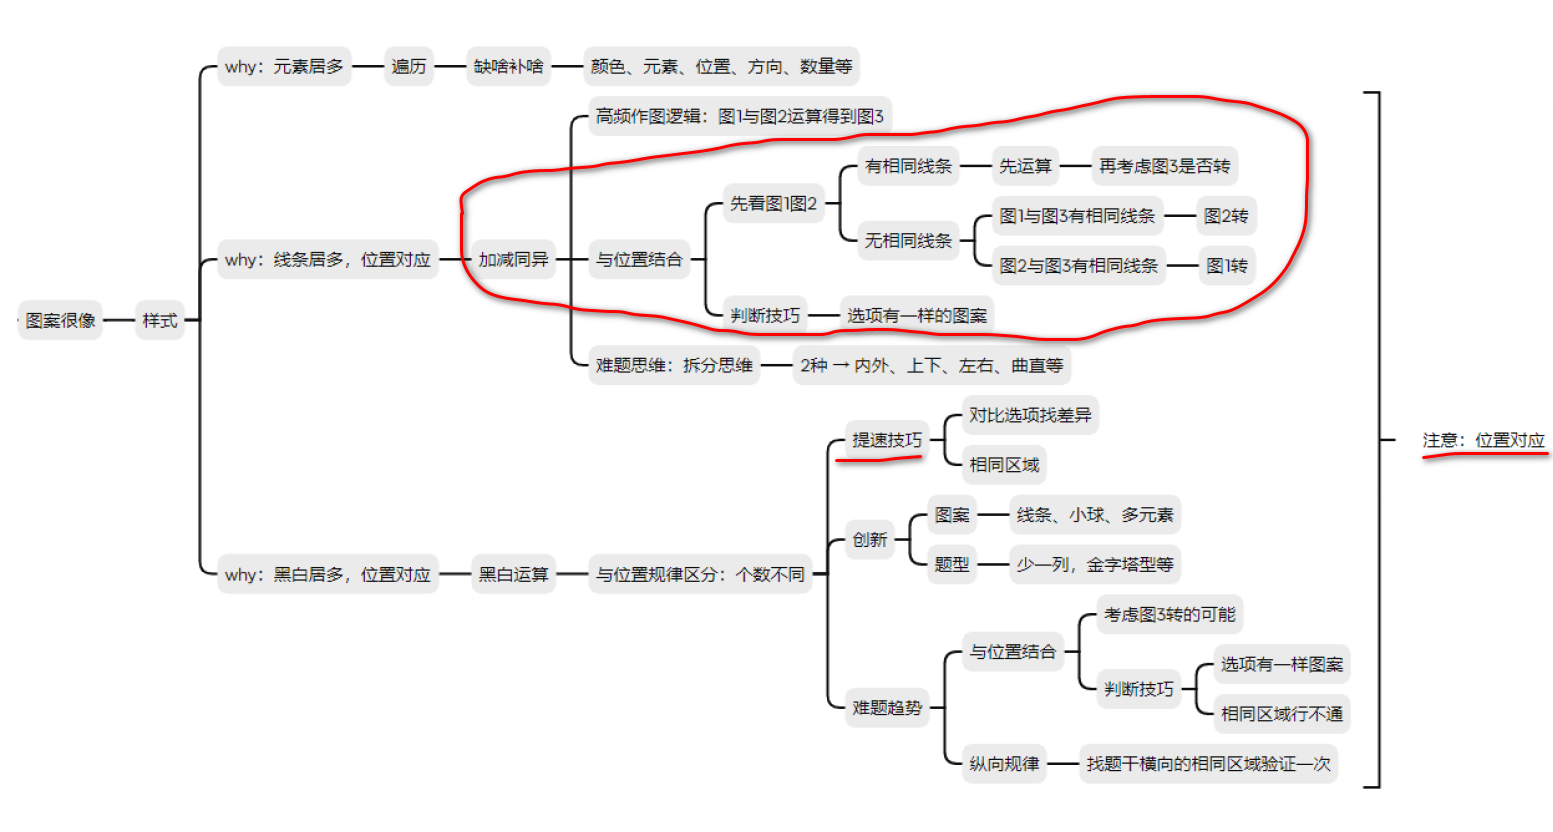 图案很像
样式
why：元素居多
遍历
缺啥补啥
颜色、元素、位置、方向、数量等
why：线条居多，位置对应
加减同异
高频作图逻辑：图1与图2运算得到图3
与位置结合
先看图1图2
有相同线条
先运算
再考虑图3是否转
无相同线条
图1与图3有相同线条
图2转
图2与图3有相同线条
图1转
判断技巧
选项有一样的图案
难题思维：拆分思维
2种 → 内外、上下、左右、曲直等
why：黑白居多，位置对应
黑白运算
与位置规律区分：个数不同
提速技巧
对比选项找差异
相同区域
创新
图案
线条、小球、多元素
题型
少一列，金字塔型等
难题趋势
与位置结合
考虑图3转的可能
判断技巧
选项有一样图案
相同区域行不通
纵向规律
找题干横向的相同区域验证一次
注意：位置对应